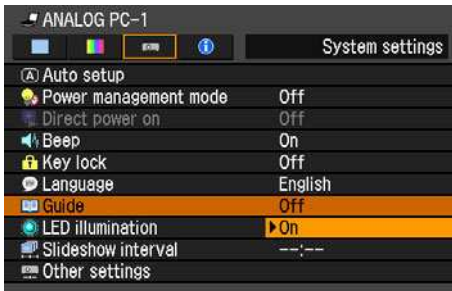 ANALOG PC-1
System settings
Auto setup
Power management mode Off
Direct power on Off
Beep On
Key lock Off
Language English
Guide Off
LED illumination On
Slideshow interval --:--
Other settings